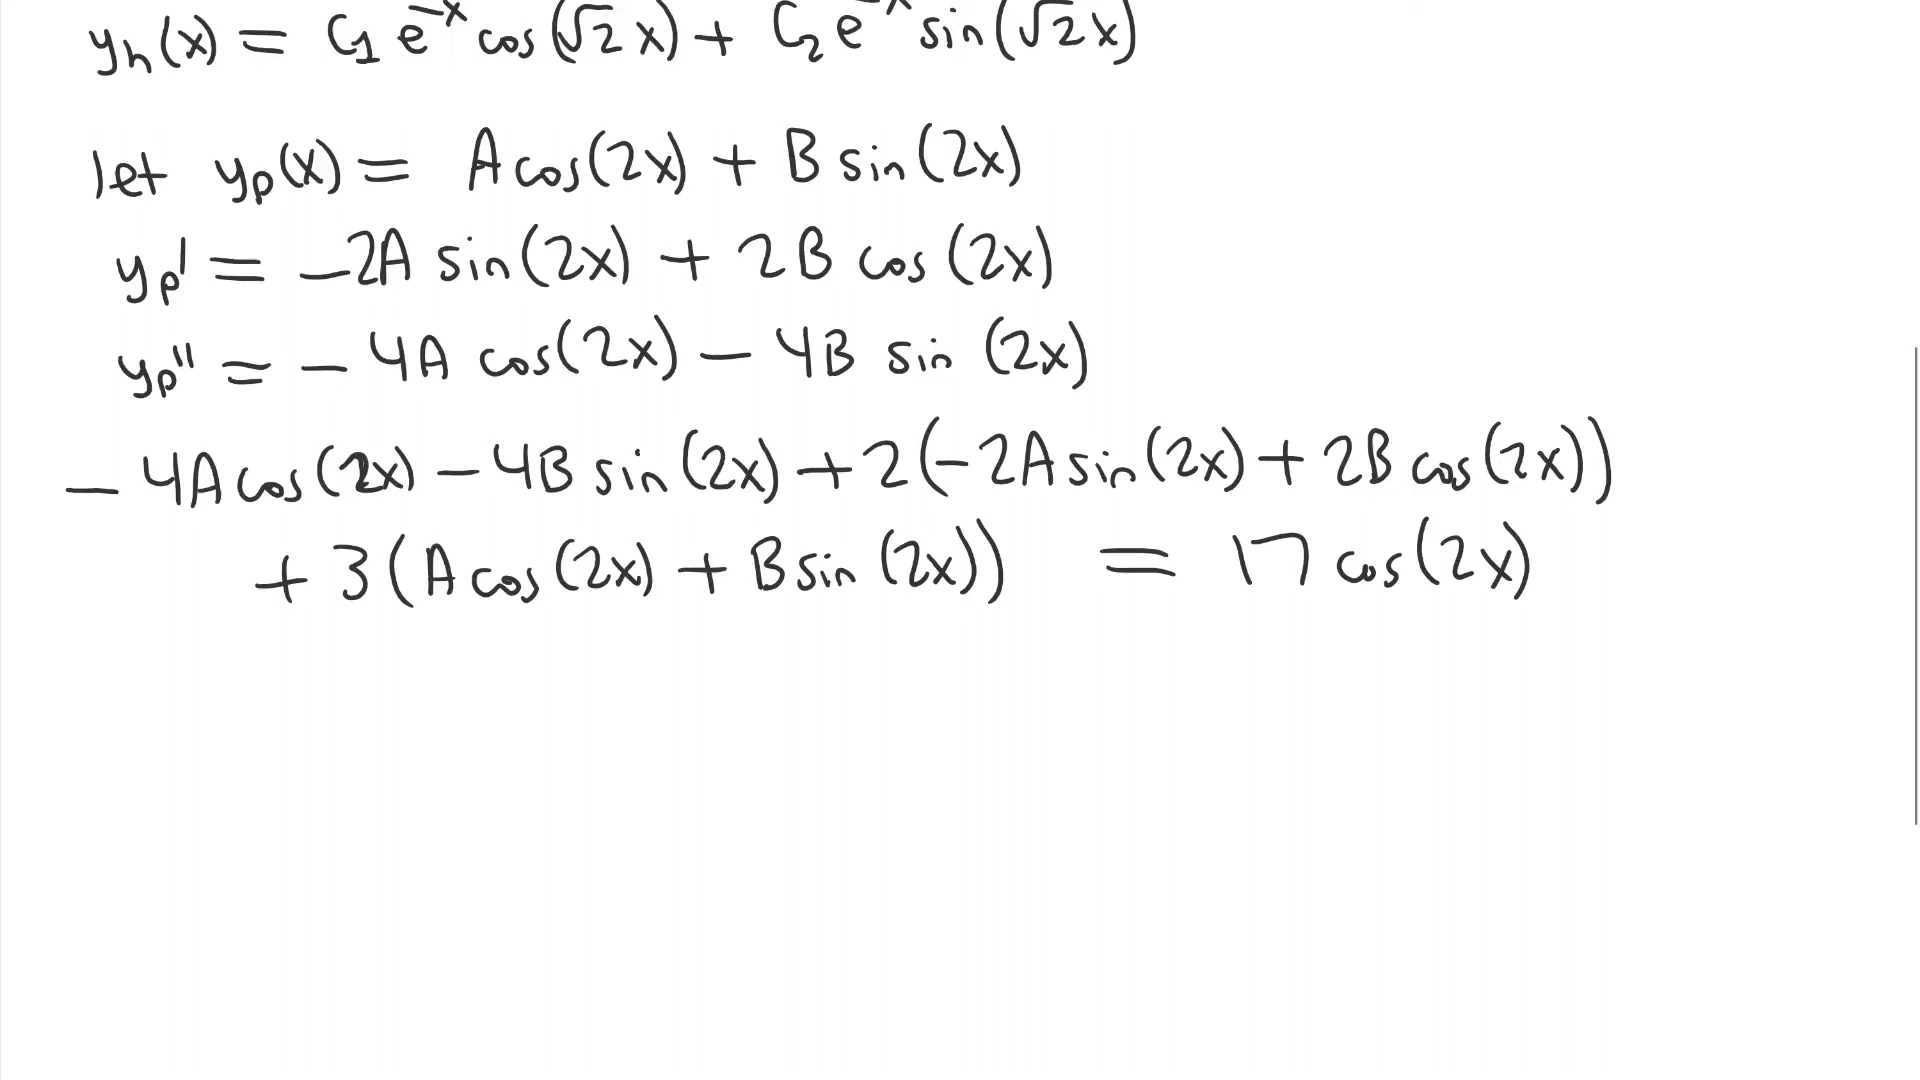 yh(x) = C1 e^-x cos(√2 x) + C2 e^-x sin(√2 x)
let yp(x) = A cos(2x) + B sin(2x)
yp' = -2A sin(2x) + 2B cos(2x)
yp'' = - 4A cos(2x) - 4B sin (2x)
- 4A cos(2x) - 4B sin(2x) + 2(-2A sin(2x) + 2B cos(2x))
+ 3(A cos(2x) + B sin(2x)) = 17 cos(2x)